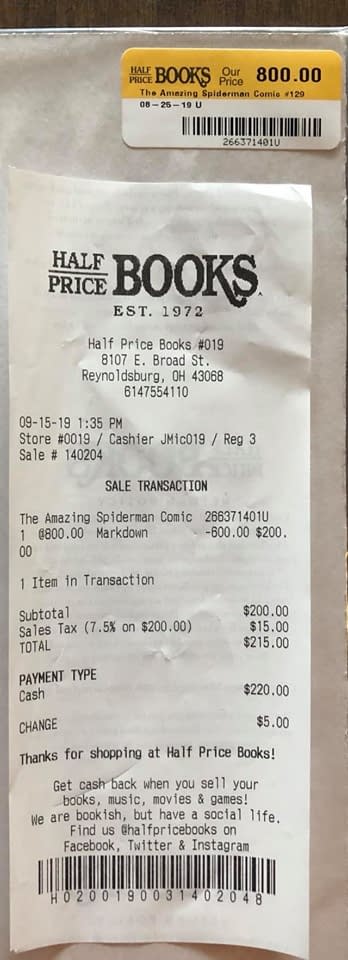 HALF PRICE BOOKS Our Price 800.00
The Amazing Spiderman Comic #129
08-25-19 U
266371401U
HALF PRICE BOOKS
EST. 1972
Half Price Books #019
8107 E. Broad St.
Reynoldsburg, OH 43068
6147554110
09-15-19 1:35 PM
Store #0019 / Cashier JMic019 / Reg 3
Sale # 140204
SALE TRANSACTION
The Amazing Spiderman Comic 266371401U
1 @800.00 Markdown -600.00 $200.
00
1 Item in Transaction
Subtotal $200.00
Sales Tax (7.5% on $200.00) $15.00
TOTAL $215.00
PAYMENT TYPE
Cash $220.00
CHANGE $5.00
Thanks for shopping at Half Price Books!
Get cash back when you sell your
books, music, movies & games!
We are bookish, but have a social life.
Find us @halfpricebooks on
Facebook, Twitter & Instagram
H0200190031402048